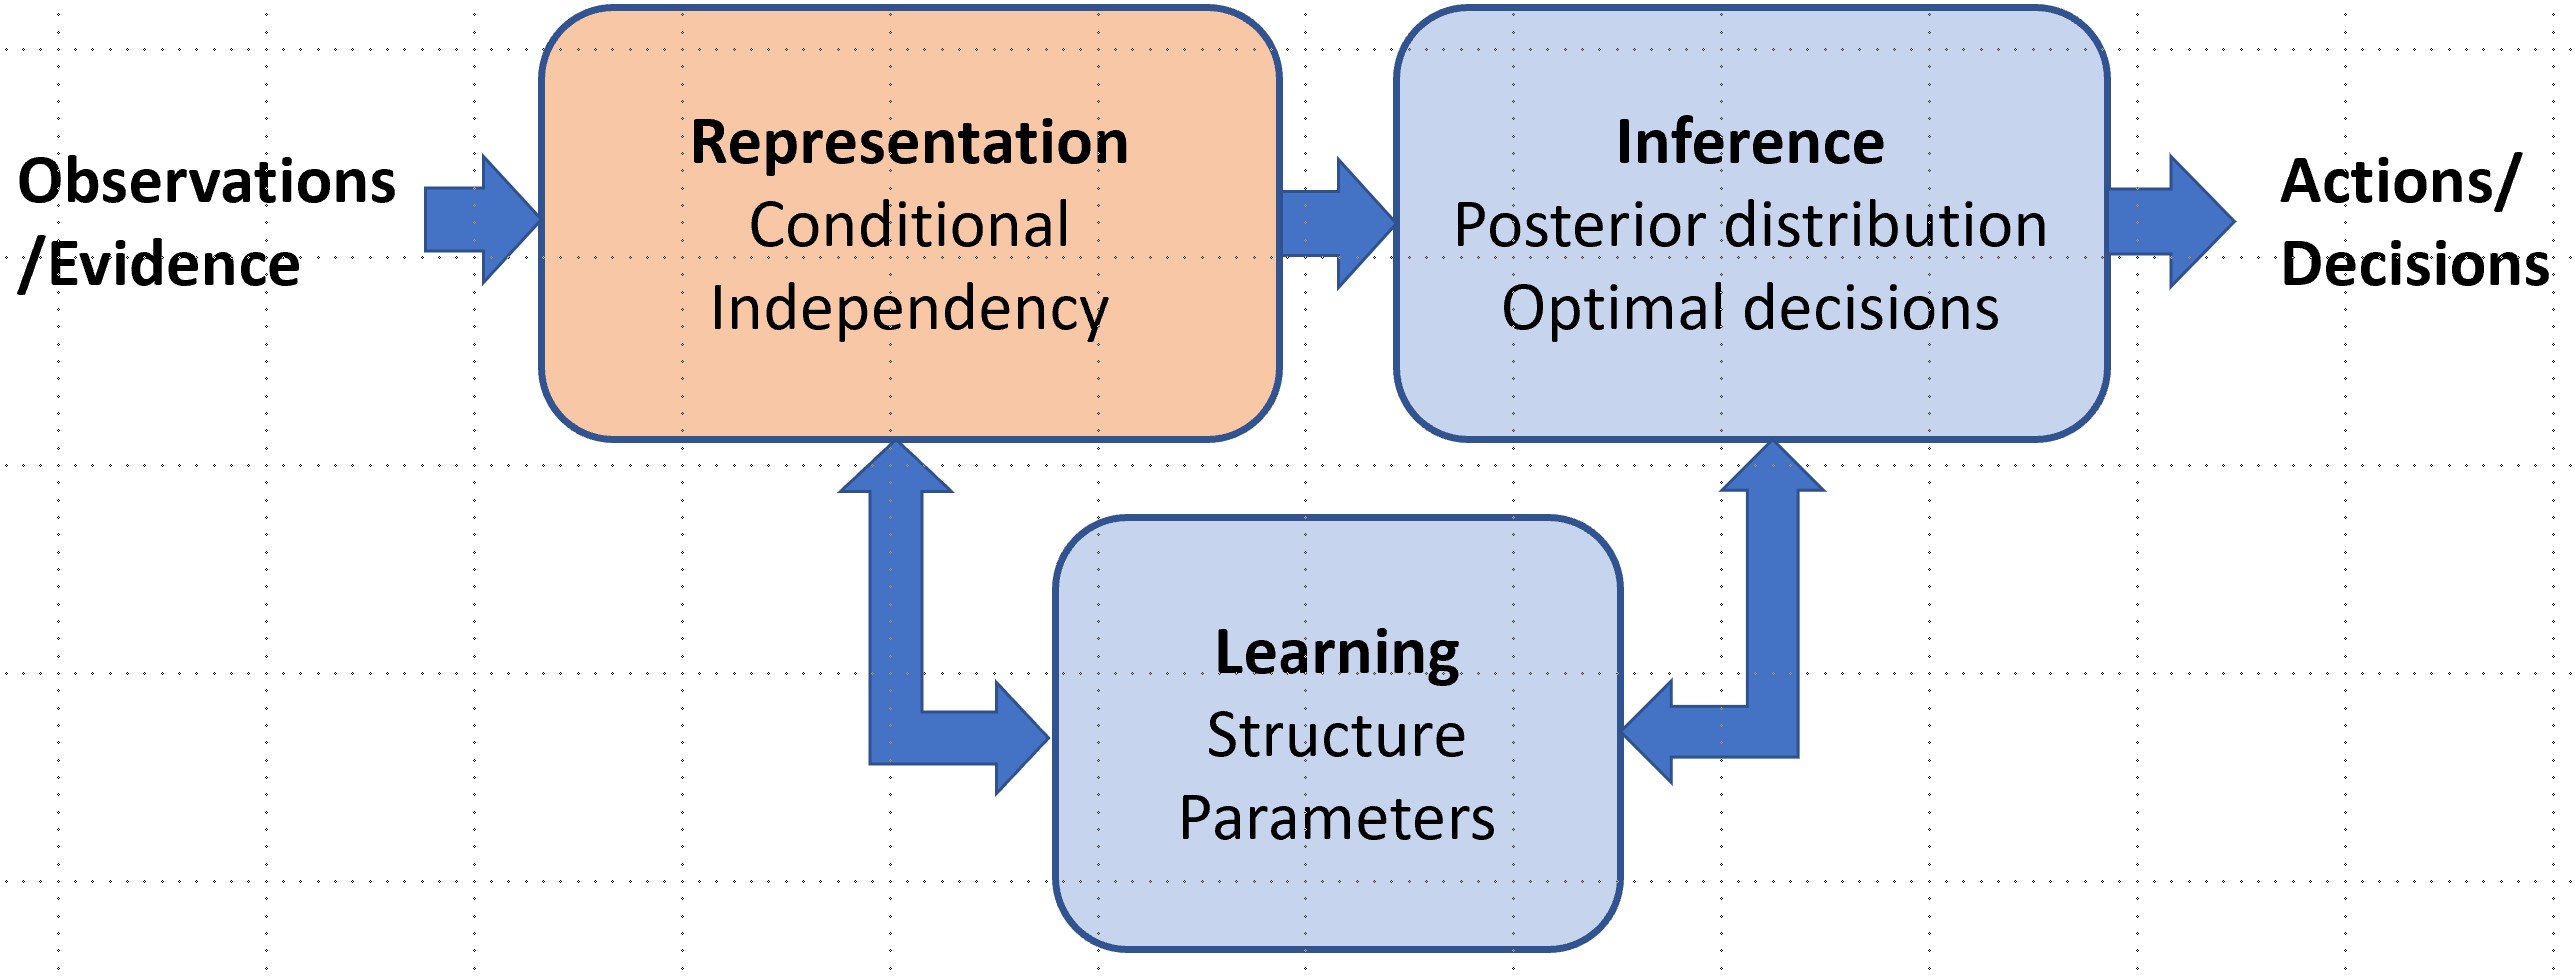 Observations
/Evidence
Representation
Conditional
Independency
Inference
Posterior distribution
Optimal decisions
Actions/
Decisions
Learning
Structure
Parameters